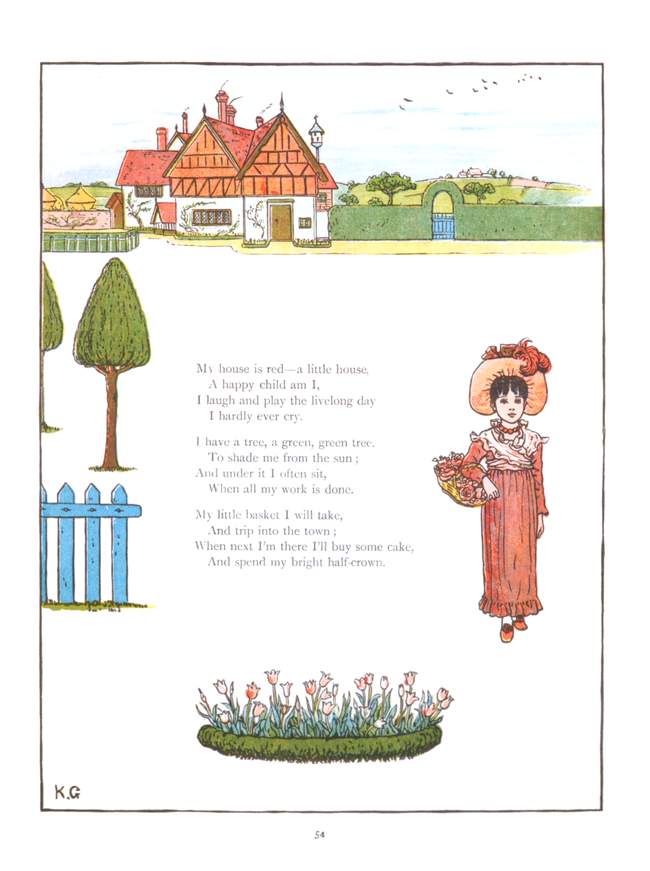 My house is red—a little house,
A happy child am I,
I laugh and play the livelong day
I hardly ever cry.
I have a tree, a green, green tree.
To shade me from the sun ;
And under it I often sit,
When all my work is done.
My little basket I will take,
And trip into the town ;
When next I'm there I'll buy some cake,
And spend my bright half-crown.
K.G
54